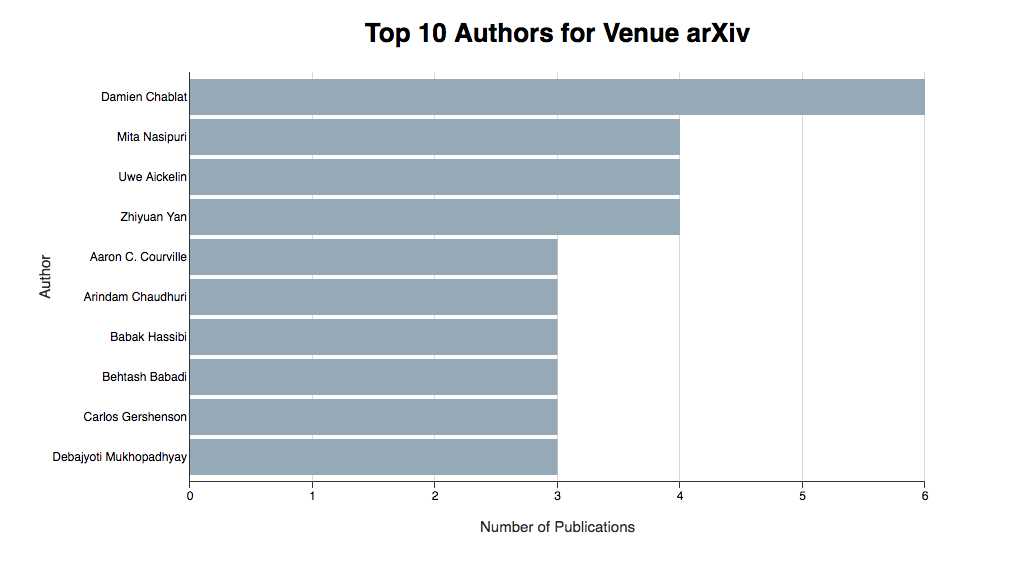 Top 10 Authors for Venue arXiv
Author
Damien Chablat
Mita Nasipuri
Uwe Aickelin
Zhiyuan Yan
Aaron C. Courville
Arindam Chaudhuri
Babak Hassibi
Behtash Babadi
Carlos Gershenson
Debajyoti Mukhopadhyay
0 1 2 3 4 5 6
Number of Publications